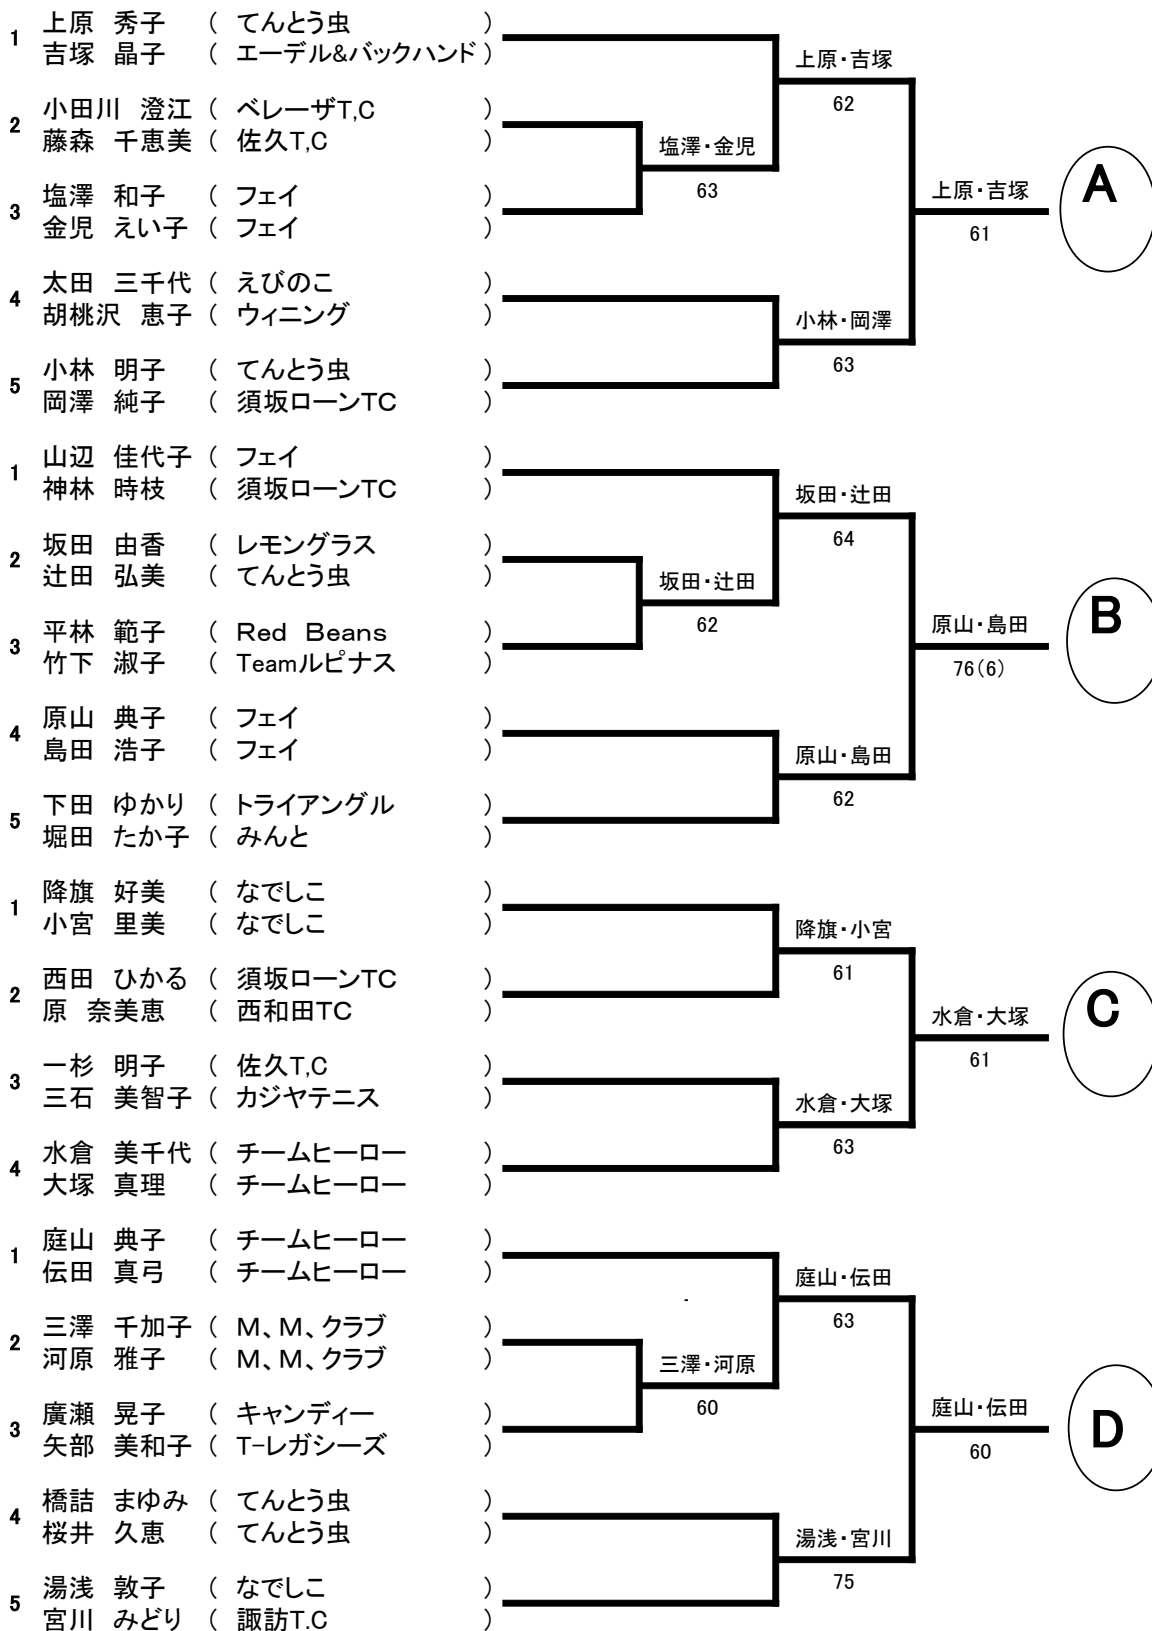 1 上原 秀子 ( てんとう虫 )
吉塚 晶子 ( エーデル&バックハンド )
上原・吉塚
62
2 小田川 澄江 ( ベレーザT,C )
藤森 千恵美 ( 佐久T,C )
塩澤・金児
63
3 塩澤 和子 ( フェイ )
金児 えい子 ( フェイ )
上原・吉塚
61
A
4 太田 三千代 ( えびのこ )
胡桃沢 恵子 ( ウィニング )
小林・岡澤
63
5 小林 明子 ( てんとう虫 )
岡澤 純子 ( 須坂ローンTC )
1 山辺 佳代子 ( フェイ )
神林 時枝 ( 須坂ローンTC )
坂田・辻田
64
2 坂田 由香 ( レモングラス )
辻田 弘美 ( てんとう虫 )
坂田・辻田
62
3 平林 範子 ( Red Beans )
竹下 淑子 ( Teamルピナス )
原山・島田
76(6)
B
4 原山 典子 ( フェイ )
島田 浩子 ( フェイ )
原山・島田
62
5 下田 ゆかり ( トライアングル )
堀田 たか子 ( みんと )
1 降旗 好美 ( なでしこ )
小宮 里美 ( なでしこ )
降旗・小宮
61
2 西田 ひかる ( 須坂ローンTC )
原 奈美恵 ( 西和田TC )
水倉・大塚
61
C
3 一杉 明子 ( 佐久T,C )
三石 美智子 ( カジヤテニス )
水倉・大塚
63
4 水倉 美千代 ( チームヒーロー )
大塚 真理 ( チームヒーロー )
1 庭山 典子 ( チームヒーロー )
伝田 真弓 ( チームヒーロー )
庭山・伝田
63
-
2 三澤 千加子 ( M、M、クラブ )
河原 雅子 ( M、M、クラブ )
三澤・河原
60
3 廣瀬 晃子 ( キャンディー )
矢部 美和子 ( T-レガシーズ )
庭山・伝田
60
D
4 橋詰 まゆみ ( てんとう虫 )
桜井 久恵 ( てんとう虫 )
湯浅・宮川
75
5 湯浅 敦子 ( なでしこ )
宮川 みどり ( 諏訪T.C )